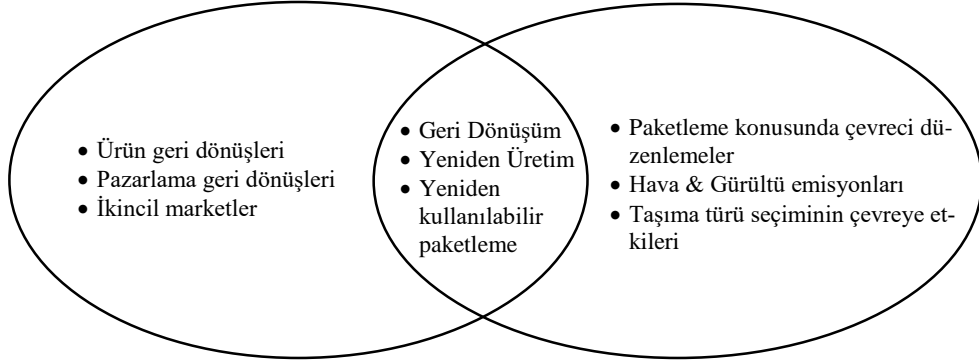 • Ürün geri dönüşleri
• Pazarlama geri dönüşleri
• İkincil marketler
• Geri Dönüşüm
• Yeniden Üretim
• Yeniden
kullanılabilir
paketleme
• Paketleme konusunda çevreci dü-
zenlemeler
• Hava & Gürültü emisyonları
• Taşıma türü seçiminin çevreye et-
kileri